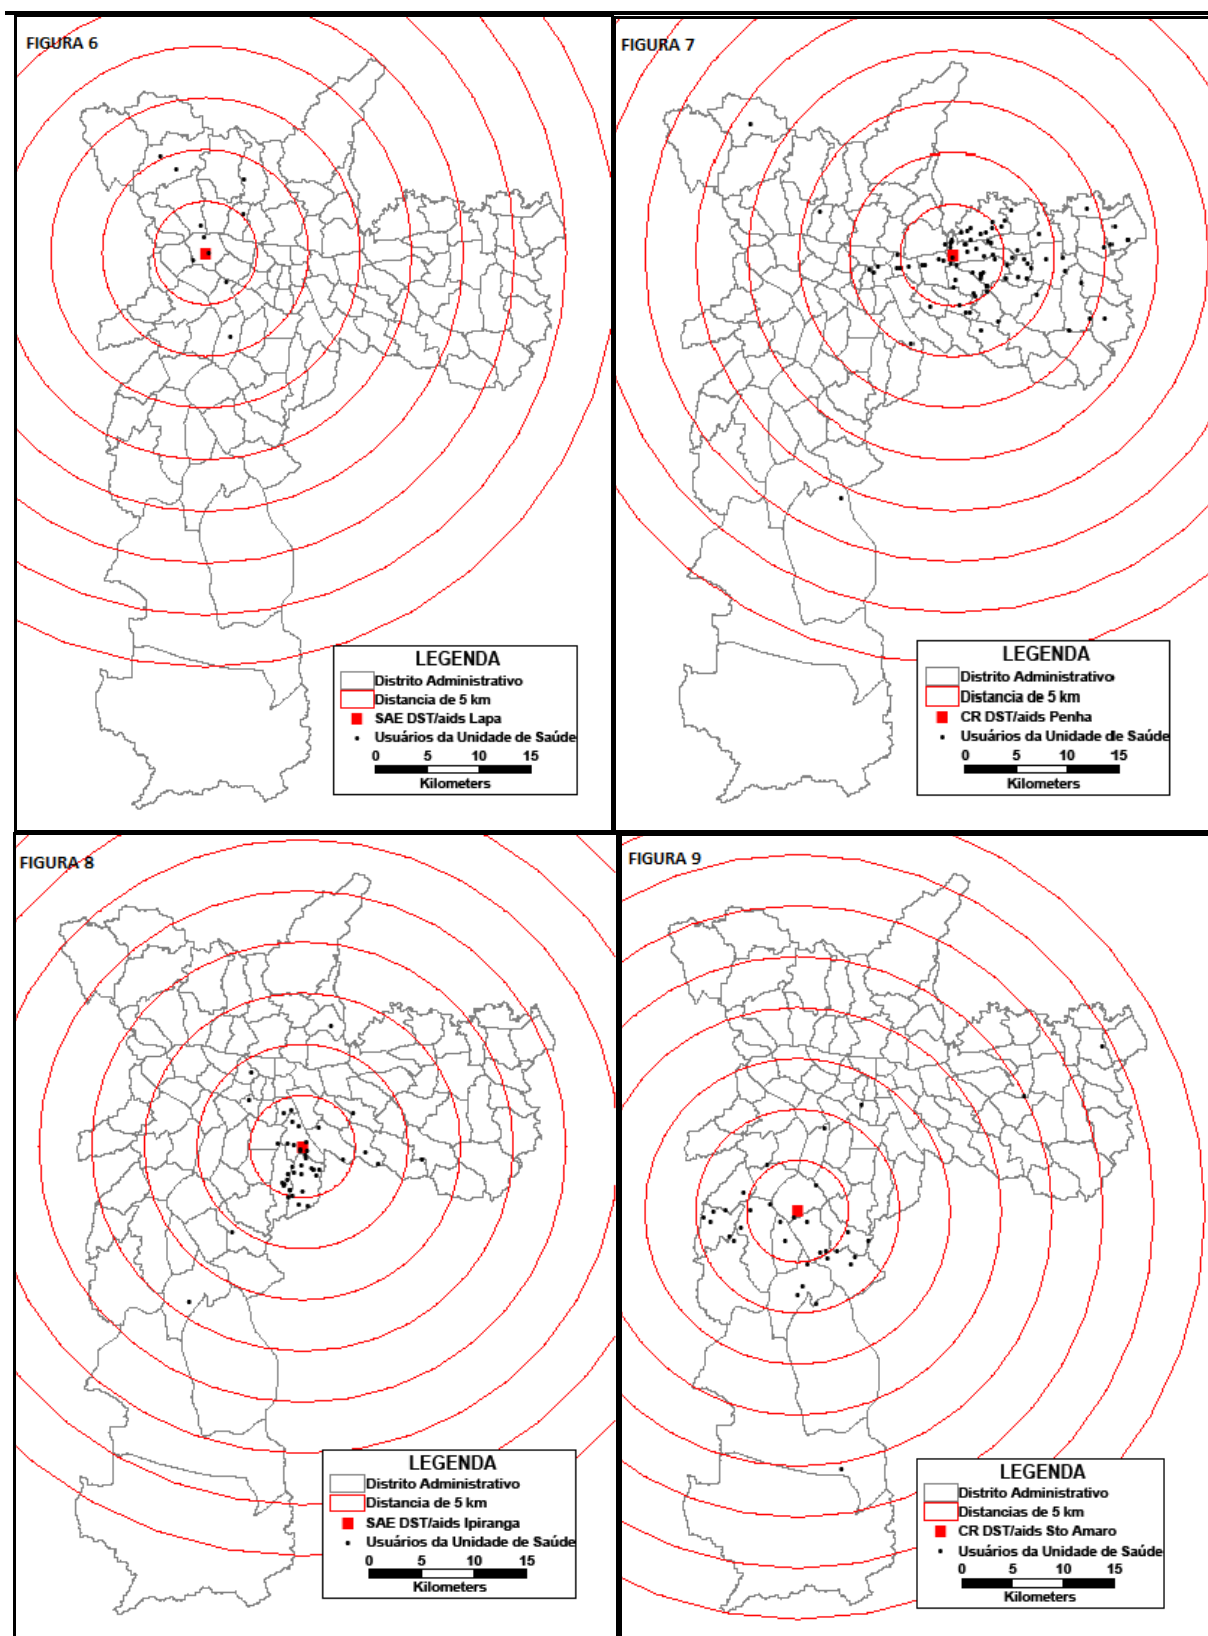 FIGURA 6
LEGENDA
Distrito Administrativo
Distancia de 5 km
SAE DST/aids Lapa
Usuários da Unidade de Saúde
0 5 10 15
Kilometers
FIGURA 7
LEGENDA
Distrito Administrativo
Distancia de 5 km
CR DST/aids Penha
Usuários da Unidade de Saúde
0 5 10 15
Kilometers
FIGURA 8
LEGENDA
Distrito Administrativo
Distancia de 5 km
SAE DST/aids Ipiranga
Usuários da Unidade de Saúde
0 5 10 15
Kilometers
FIGURA 9
LEGENDA
Distrito Administrativo
Distancias de 5 km
CR DST/aids Sto Amaro
Usuários da Unidade de Saúde
0 5 10 15
Kilometers